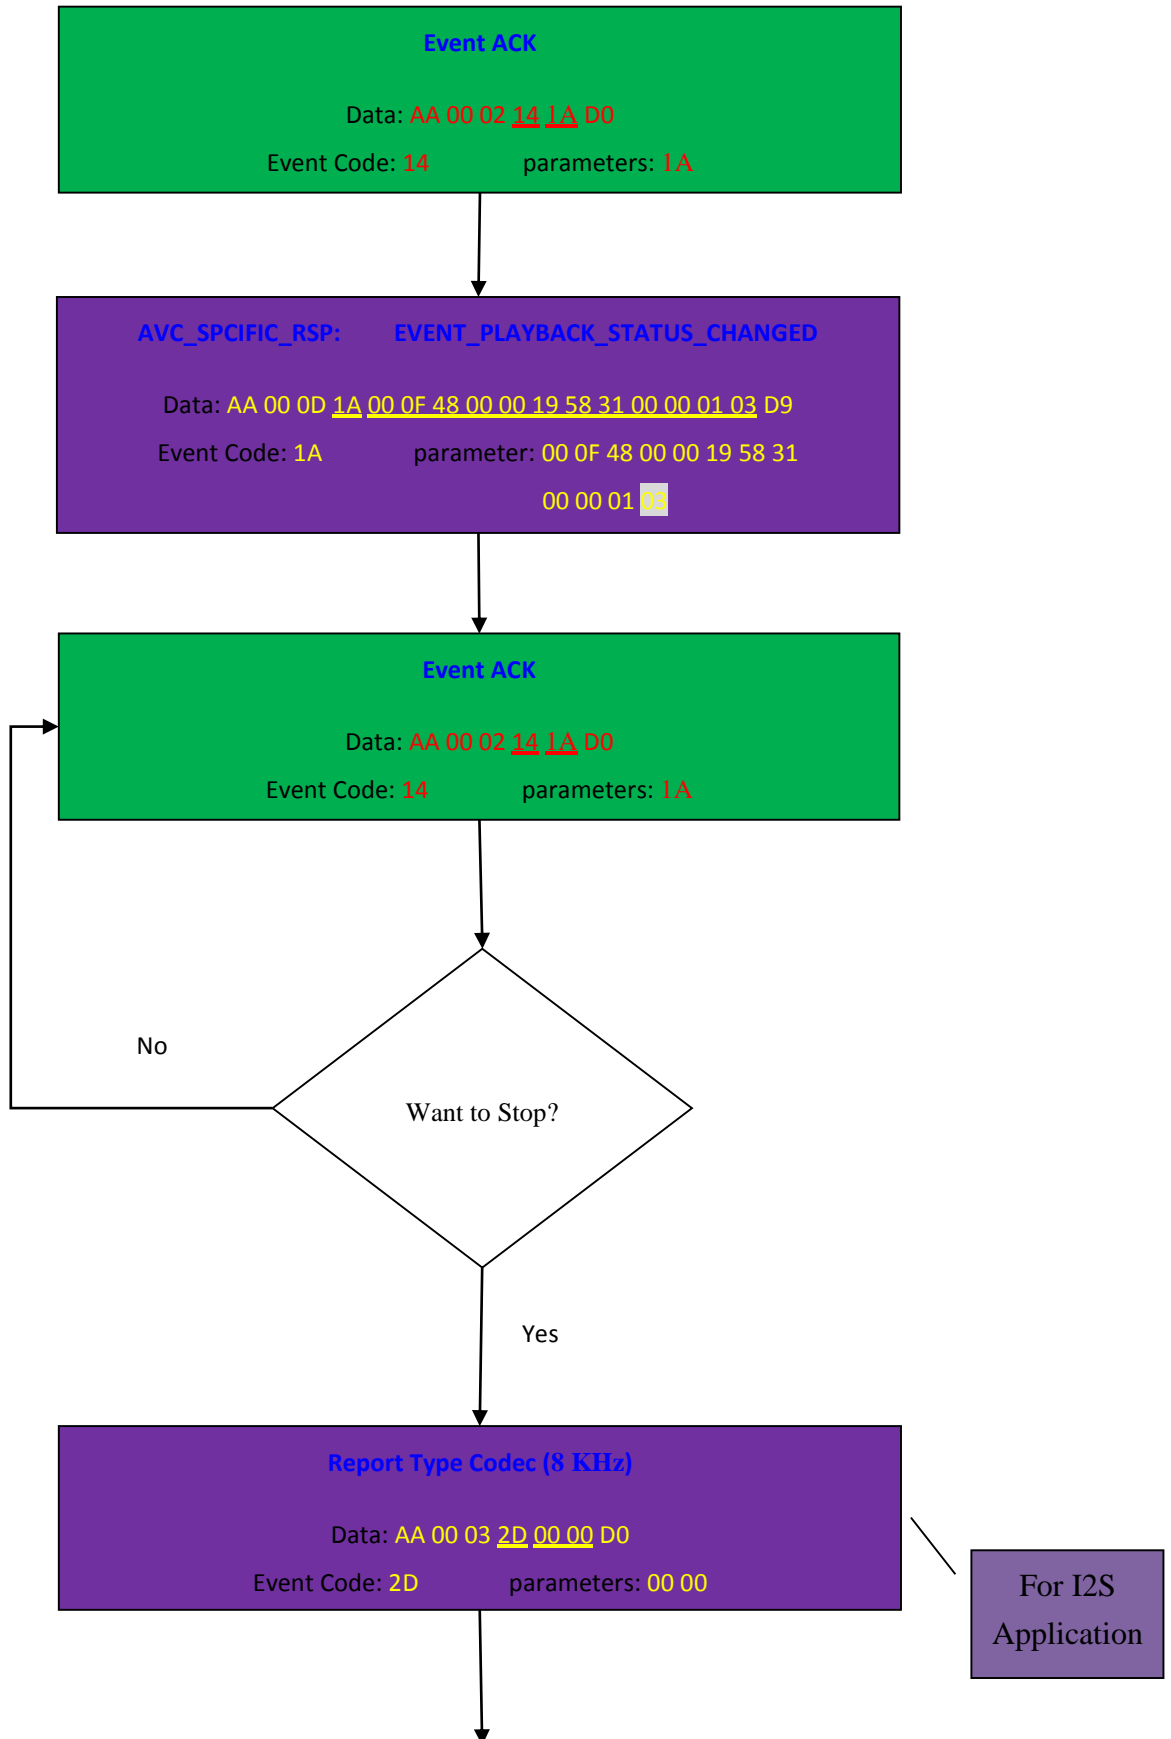 Event ACK
Data: AA 00 02 14 1A D0
Event Code: 14 parameters: 1A
AVC_SPCIFIC_RSP: EVENT_PLAYBACK_STATUS_CHANGED
Data: AA 00 0D 1A 00 0F 48 00 00 19 58 31 00 00 01 03 D9
Event Code: 1A parameter: 00 0F 48 00 00 19 58 31
00 00 01 03
Event ACK
Data: AA 00 02 14 1A D0
Event Code: 14 parameters: 1A
No
Want to Stop?
Yes
Report Type Codec (8 KHz)
Data: AA 00 03 2D 00 00 D0
Event Code: 2D parameters: 00 00
For I2S
Application